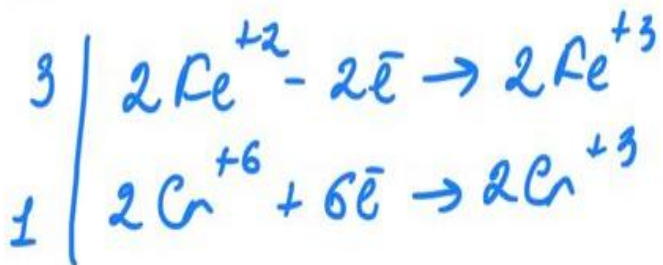 3 | 2Fe⁺² - 2ē → 2Fe⁺³
1 | 2Cr⁺⁶ + 6ē → 2Cr⁺³